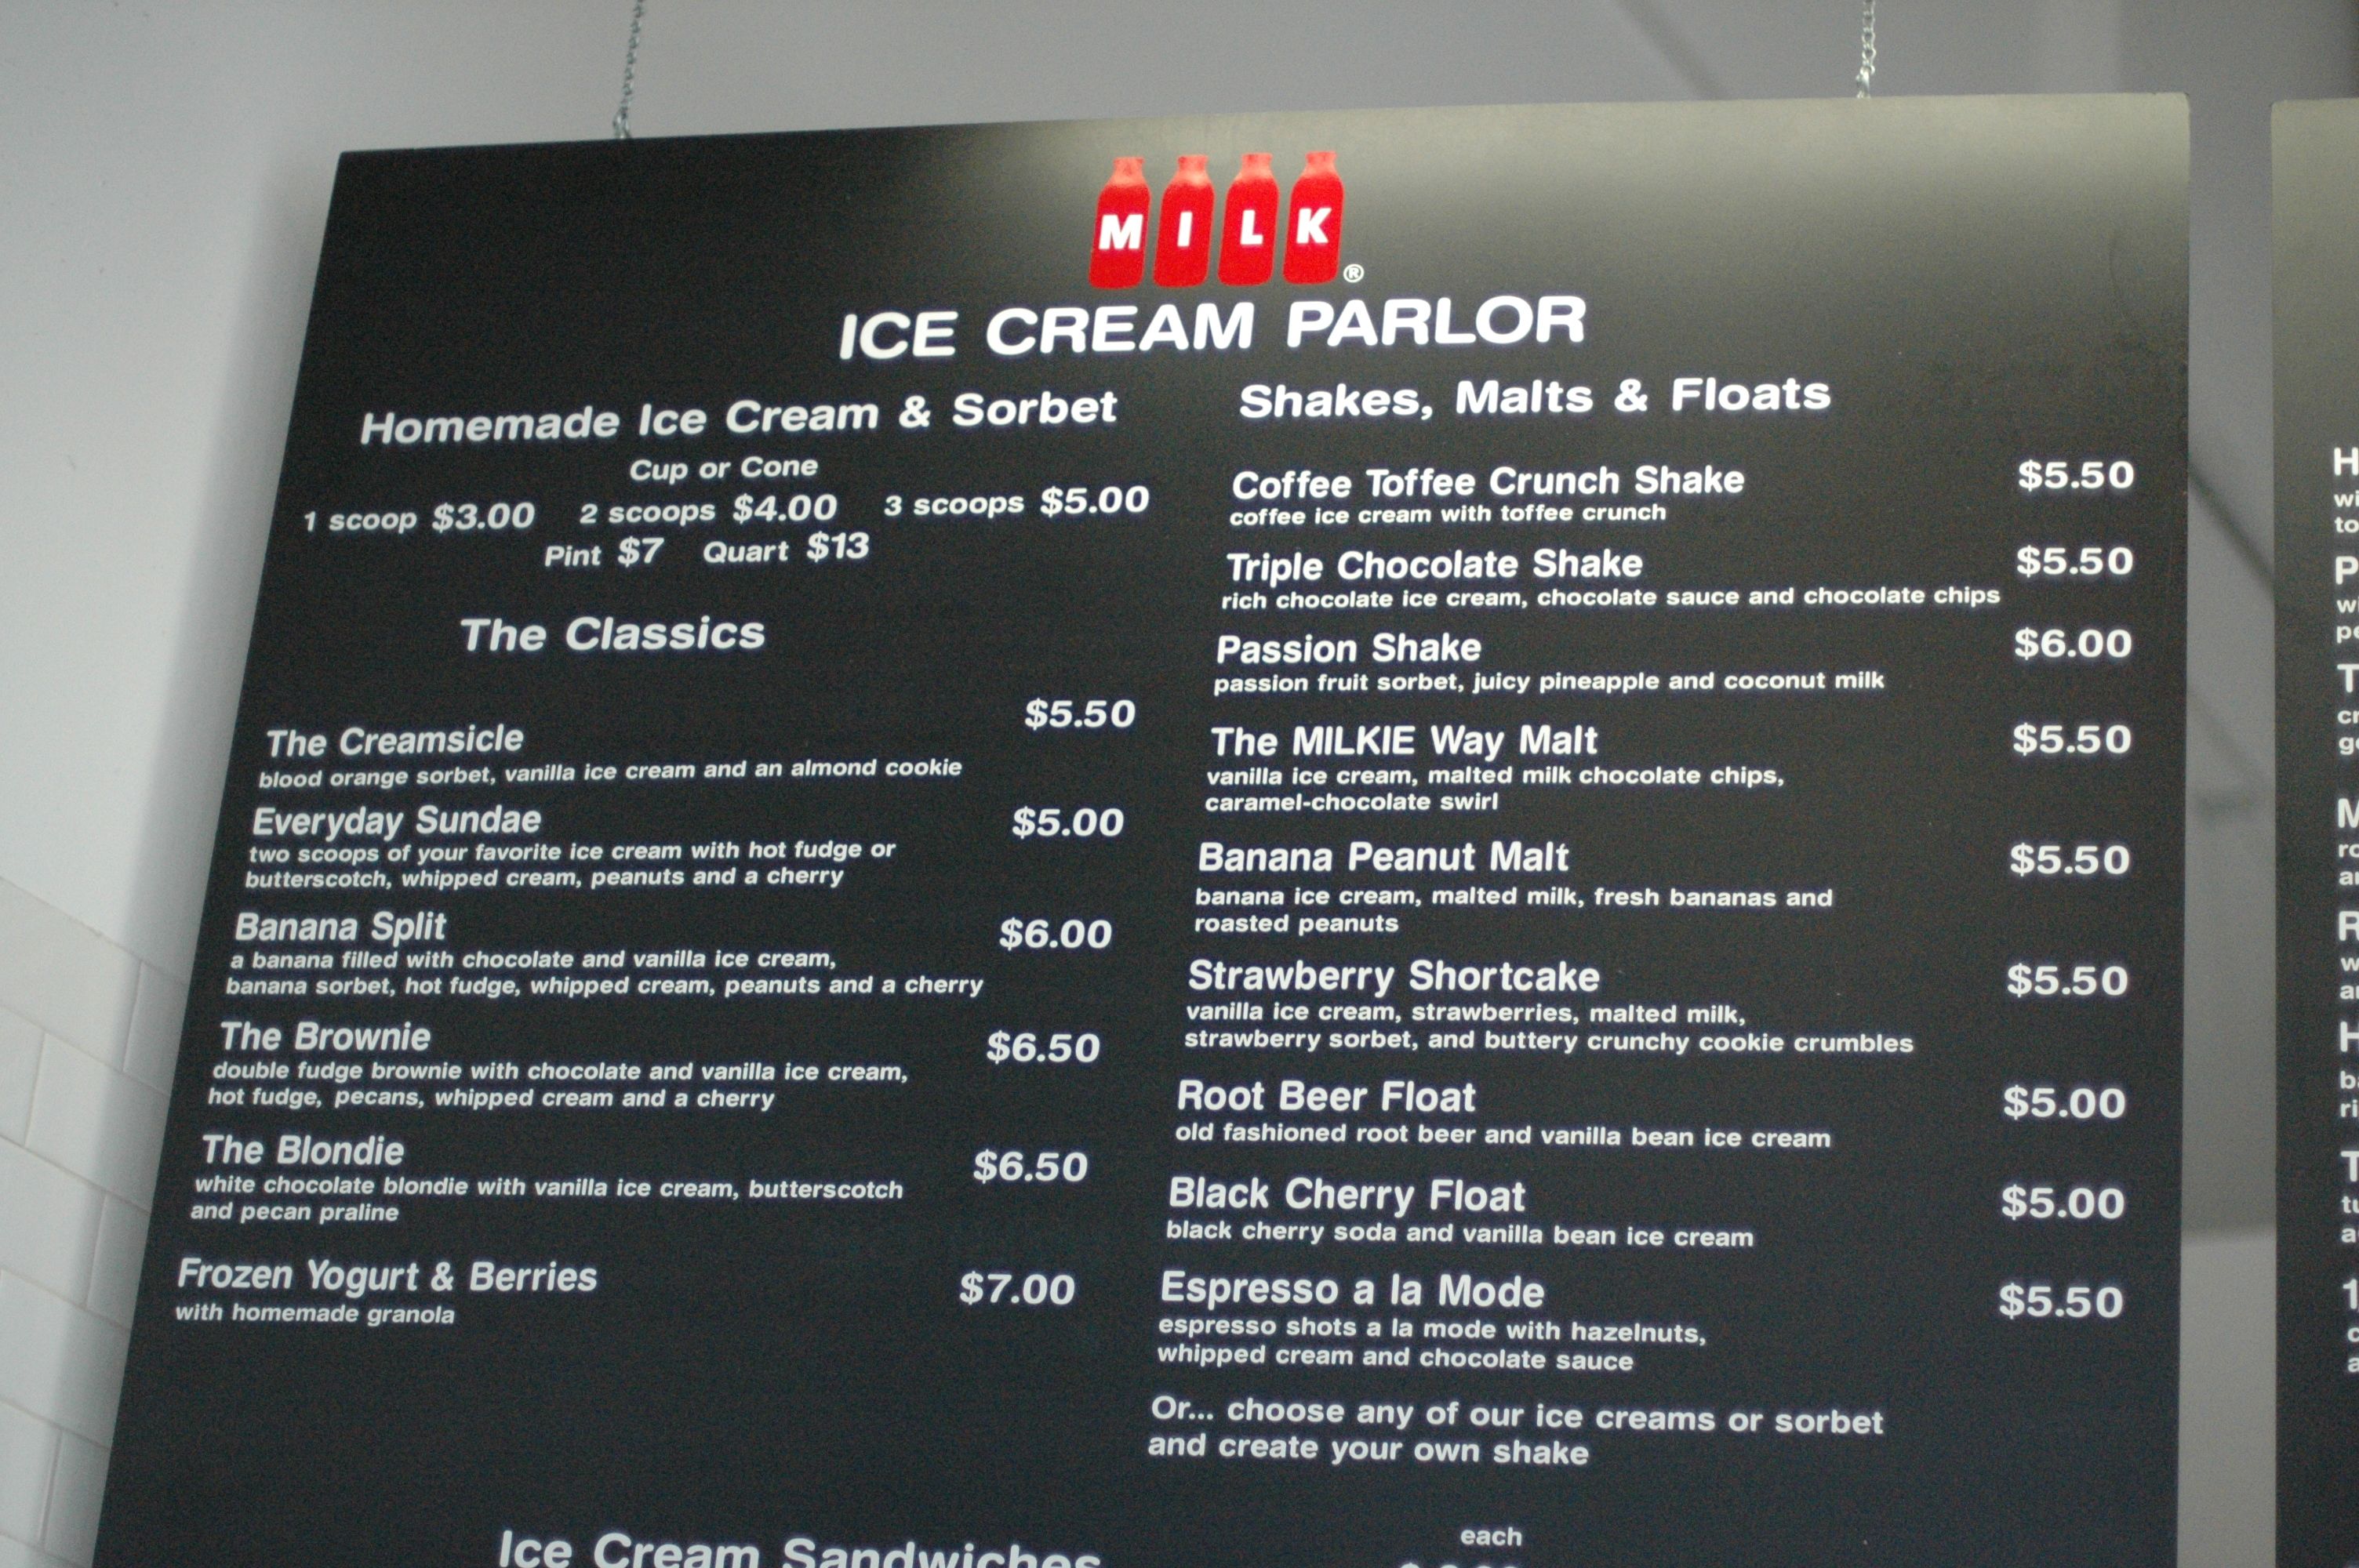 MILK®
ICE CREAM PARLOR
Homemade Ice Cream & Sorbet
Cup or Cone
1 scoop $3.00 2 scoops $4.00 3 scoops $5.00
Pint $7 Quart $13
The Classics
The Creamsicle $5.50
blood orange sorbet, vanilla ice cream and an almond cookie
Everyday Sundae $5.00
two scoops of your favorite ice cream with hot fudge or
butterscotch, whipped cream, peanuts and a cherry
Banana Split $6.00
a banana filled with chocolate and vanilla ice cream,
banana sorbet, hot fudge, whipped cream, peanuts and a cherry
The Brownie $6.50
double fudge brownie with chocolate and vanilla ice cream,
hot fudge, pecans, whipped cream and a cherry
The Blondie $6.50
white chocolate blondie with vanilla ice cream, butterscotch
and pecan praline
Frozen Yogurt & Berries $7.00
with homemade granola
Shakes, Malts & Floats
Coffee Toffee Crunch Shake $5.50
coffee ice cream with toffee crunch
Triple Chocolate Shake $5.50
rich chocolate ice cream, chocolate sauce and chocolate chips
Passion Shake $6.00
passion fruit sorbet, juicy pineapple and coconut milk
The MILKIE Way Malt $5.50
vanilla ice cream, malted milk chocolate chips,
caramel-chocolate swirl
Banana Peanut Malt $5.50
banana ice cream, malted milk, fresh bananas and
roasted peanuts
Strawberry Shortcake $5.50
vanilla ice cream, strawberries, malted milk,
strawberry sorbet, and buttery crunchy cookie crumbles
Root Beer Float $5.00
old fashioned root beer and vanilla bean ice cream
Black Cherry Float $5.00
black cherry soda and vanilla bean ice cream
Espresso a la Mode $5.50
espresso shots a la mode with hazelnuts,
whipped cream and chocolate sauce
Or... choose any of our ice creams or sorbet
and create your own shake
Ice Cream Sandwiches each